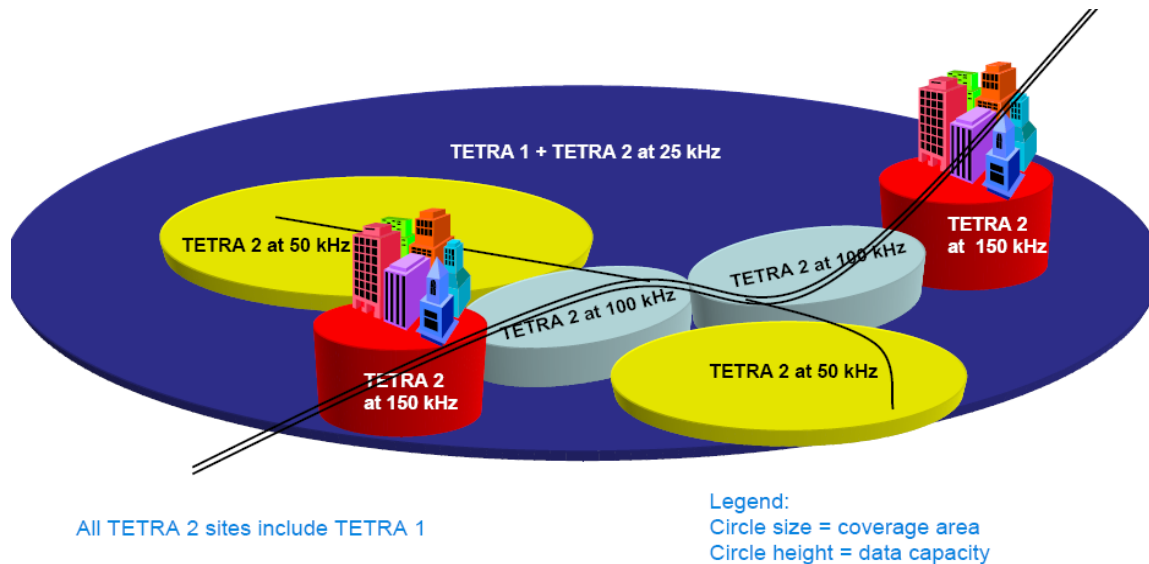 TETRA 1 + TETRA 2 at 25 kHz
TETRA 2 at 50 kHz
TETRA 2
at 150 kHz
TETRA 2 at 100 kHz
TETRA 2 at 100 kHz
TETRA 2
at 150 kHz
TETRA 2 at 50 kHz
All TETRA 2 sites include TETRA 1
Legend:
Circle size = coverage area
Circle height = data capacity